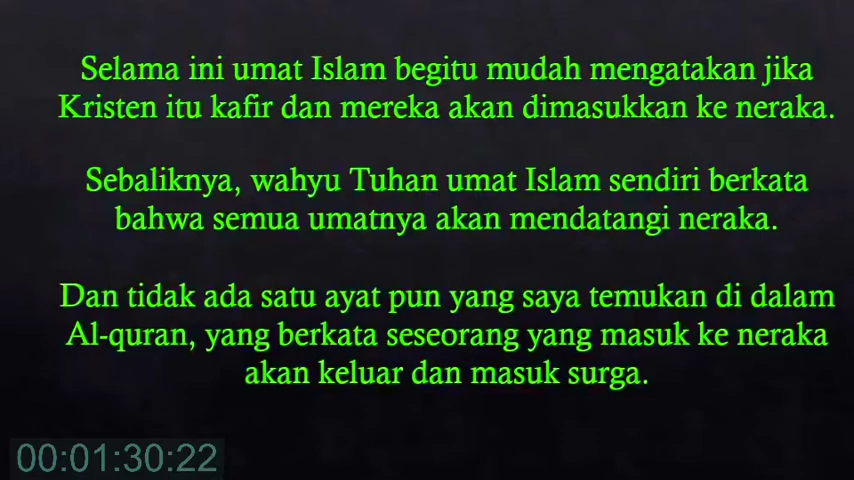 Selama ini umat Islam begitu mudah mengatakan jika
Kristen itu kafir dan mereka akan dimasukkan ke neraka.
Sebaliknya, wahyu Tuhan umat Islam sendiri berkata
bahwa semua umatnya akan mendatangi neraka.
Dan tidak ada satu ayat pun yang saya temukan di dalam
Al-quran, yang berkata seseorang yang masuk ke neraka
akan keluar dan masuk surga.
00:01:30:22